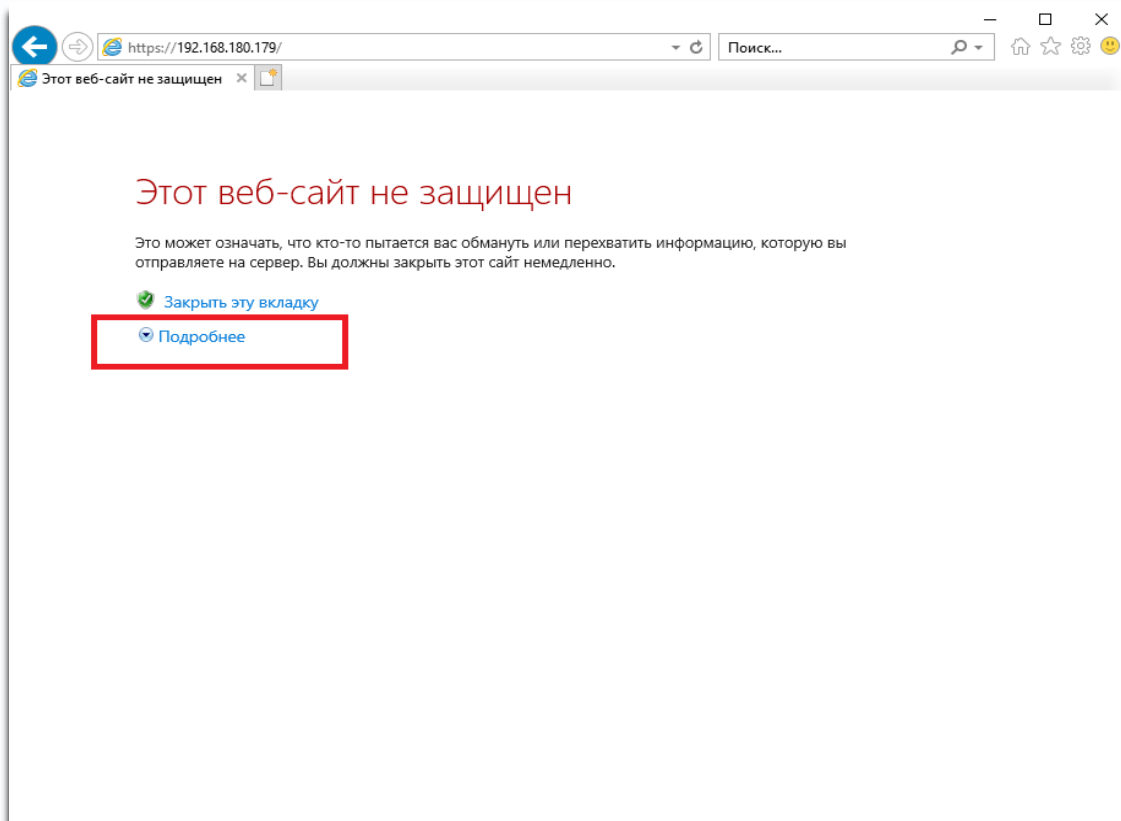 https://192.168.180.179/
Поиск...
Этот веб-сайт не защищен
Этот веб-сайт не защищен
Это может означать, что кто-то пытается вас обмануть или перехватить информацию, которую вы
отправляете на сервер. Вы должны закрыть этот сайт немедленно.
Закрыть эту вкладку
Подробнее